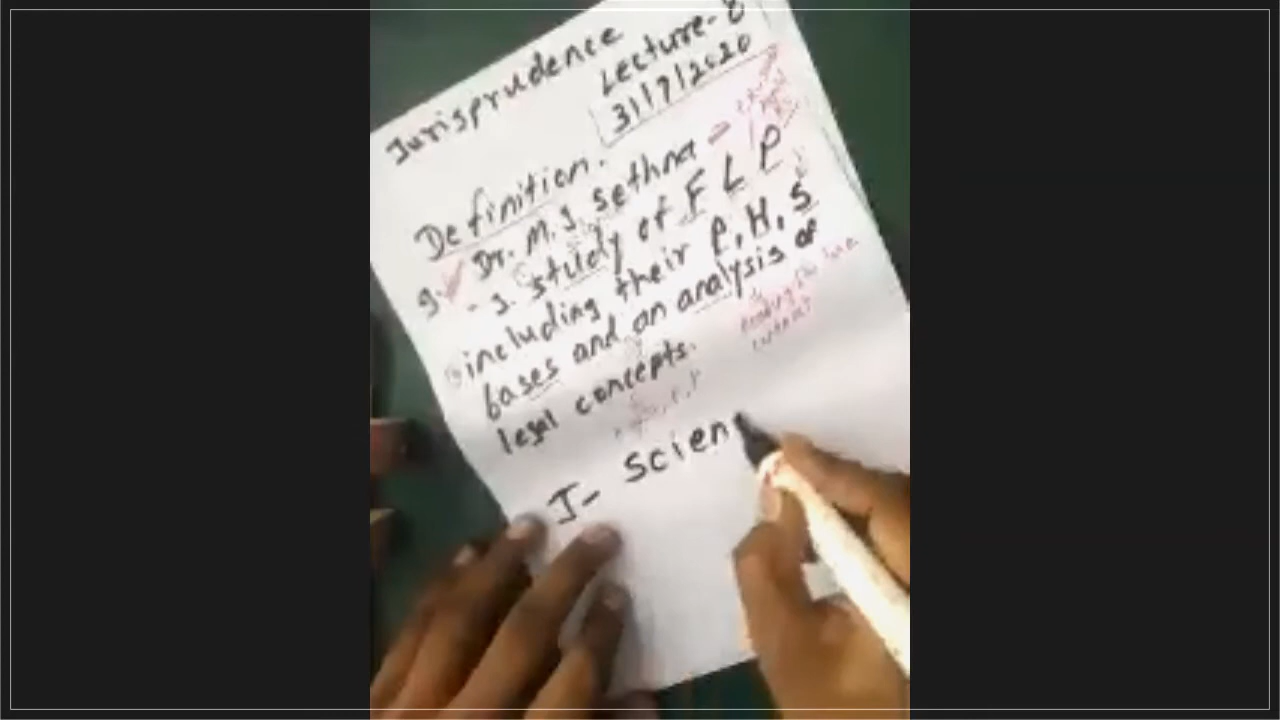 Jurisprudence
Lecture-8
31/7/2020
Definition.
9. Dr. M.J. Sethna
- J. study of F L P
including their P, H, S
bases and an analysis of
legal concepts.
J- Scien